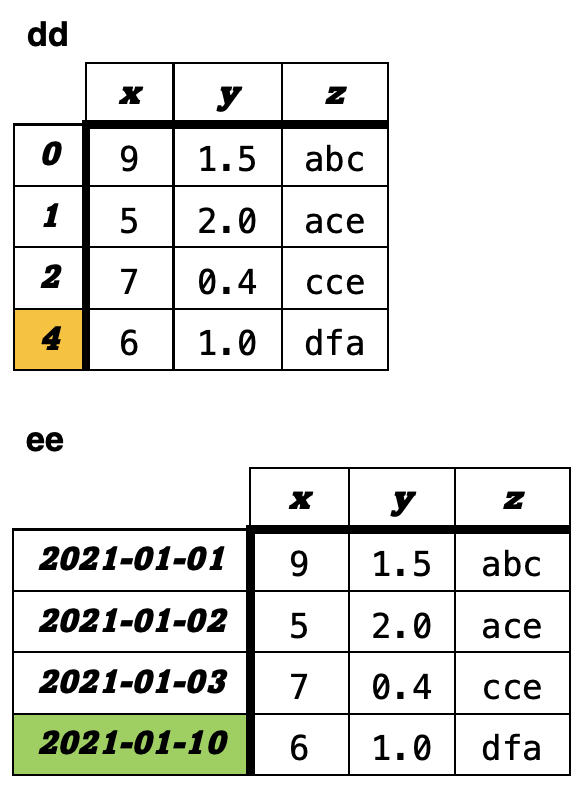 dd
x y z
0 9 1.5 abc
1 5 2.0 ace
2 7 0.4 cce
4 6 1.0 dfa
ee
x y z
2021-01-01 9 1.5 abc
2021-01-02 5 2.0 ace
2021-01-03 7 0.4 cce
2021-01-10 6 1.0 dfa